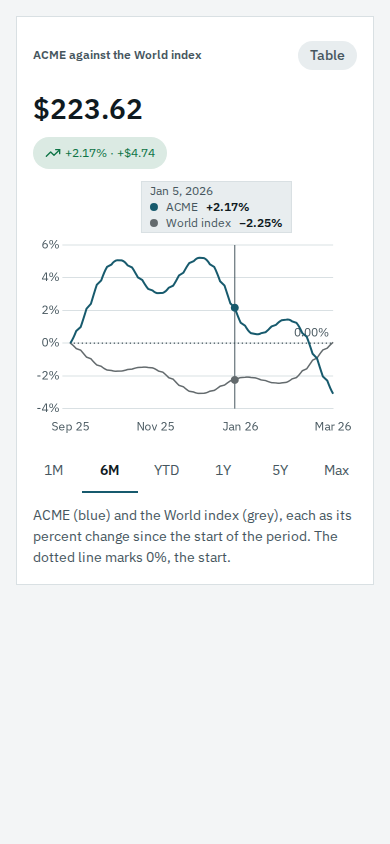 ACME against the World index
Table
$223.62
+2.17% · +$4.74
Jan 5, 2026
ACME +2.17%
World index −2.25%
6%
4%
2%
0.00%
0%
-2%
-4%
Sep 25 Nov 25 Jan 26 Mar 26
1M 6M YTD 1Y 5Y Max
ACME (blue) and the World index (grey), each as its
percent change since the start of the period. The
dotted line marks 0%, the start.